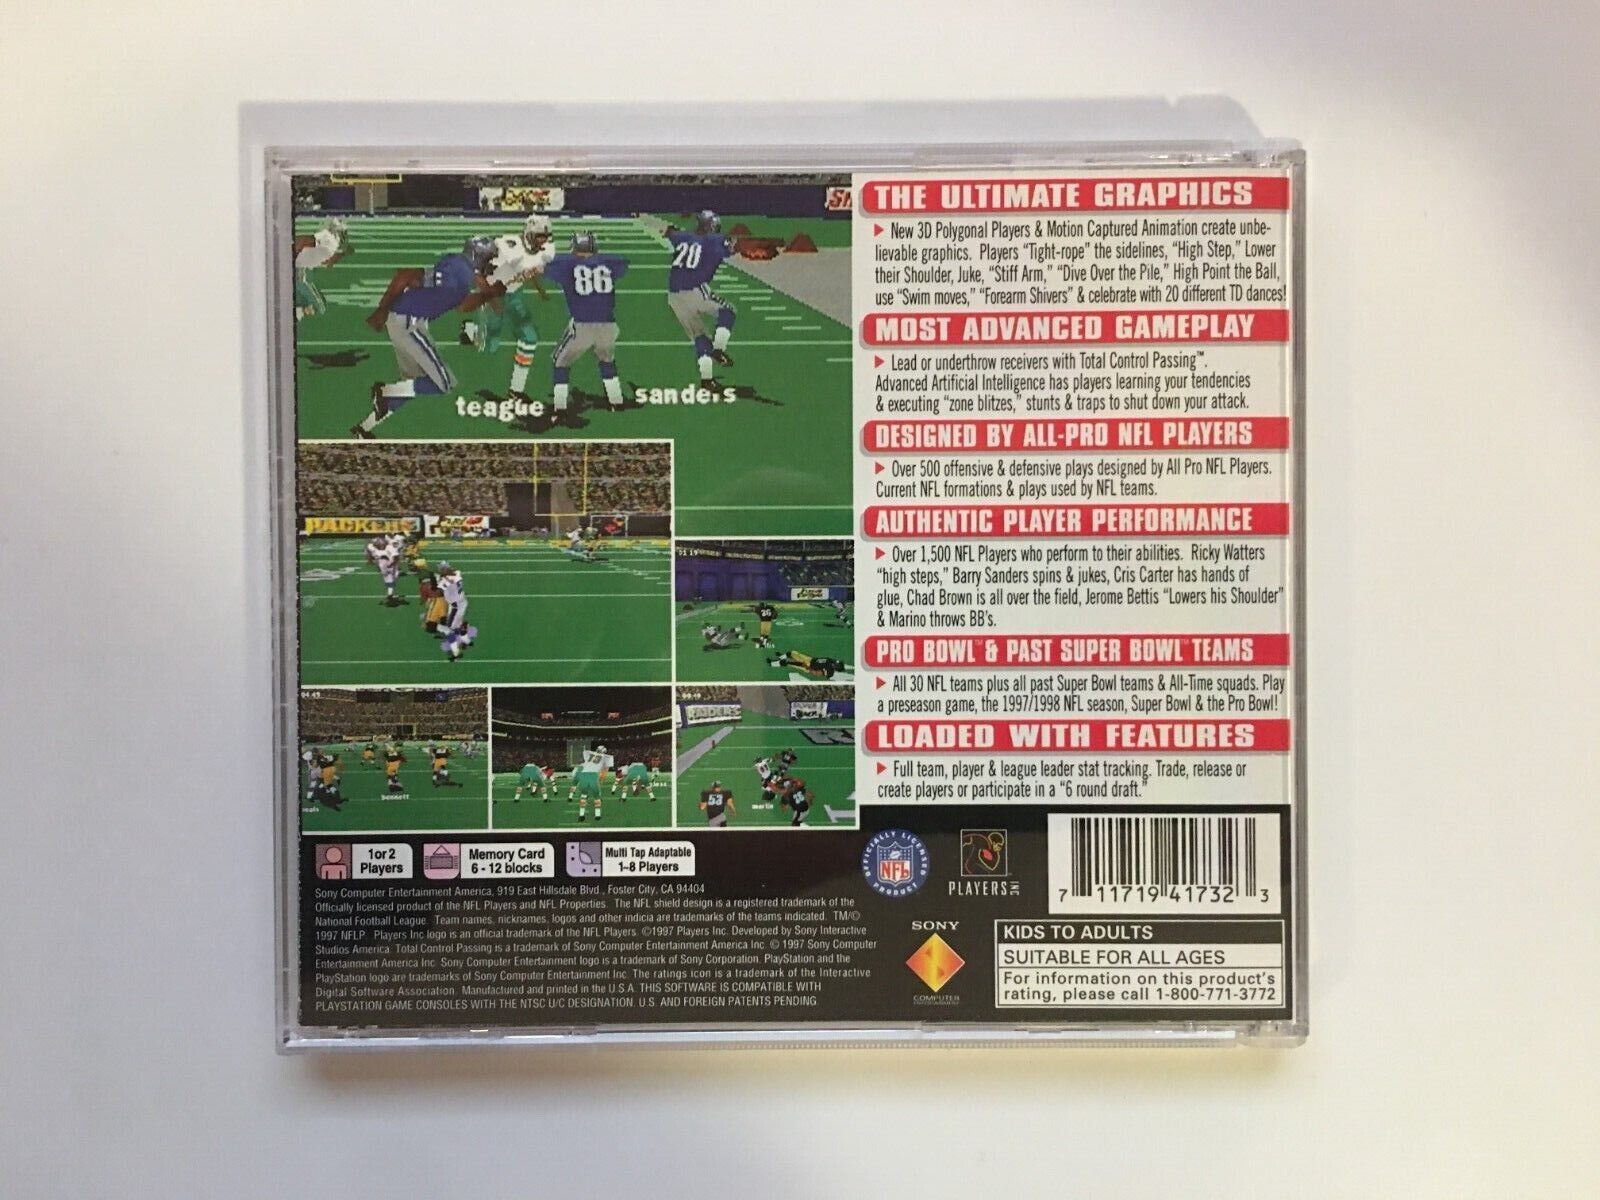 20
86
teague
sanders
PACKERS
01:19
26
04:49
bennett
13
RAIDERS
53
martin
THE ULTIMATE GRAPHICS
New 3D Polygonal Players & Motion Captured Animation create unbe-
lievable graphics. Players "Tight-rope" the sidelines, "High Step," Lower
their Shoulder, Juke, "Stiff Arm," "Dive Over the Pile," High Point the Ball,
use "Swim moves," "Forearm Shivers" & celebrate with 20 different TD dances!
MOST ADVANCED GAMEPLAY
Lead or underthrow receivers with Total Control Passing™.
Advanced Artificial Intelligence has players learning your tendencies
& executing "zone blitzes," stunts & traps to shut down your attack.
DESIGNED BY ALL-PRO NFL PLAYERS
Over 500 offensive & defensive plays designed by All Pro NFL Players.
Current NFL formations & plays used by NFL teams.
AUTHENTIC PLAYER PERFORMANCE
Over 1,500 NFL Players who perform to their abilities. Ricky Watters
"high steps," Barry Sanders spins & jukes, Cris Carter has hands of
glue, Chad Brown is all over the field, Jerome Bettis "Lowers his Shoulder"
& Marino throws BB's.
PRO BOWL™ & PAST SUPER BOWL™ TEAMS
All 30 NFL teams plus all past Super Bowl teams & All-Time squads. Play
a preseason game, the 1997/1998 NFL season, Super Bowl & the Pro Bowl!
LOADED WITH FEATURES
Full team, player & league leader stat tracking. Trade, release or
create players or participate in a "6 round draft."
1 or 2
Players
Memory Card
6 - 12 blocks
Multi Tap Adaptable
1-8 Players
Sony Computer Entertainment America, 919 East Hillsdale Blvd., Foster City, CA 94404
Officially licensed product of the NFL Players and NFL Properties. The NFL shield design is a registered trademark of the
National Football League. Team names, nicknames, logos and other indicia are trademarks of the teams indicated. TM/©
1997 NFLP. Players Inc logo is an official trademark of the NFL Players. ©1997 Players Inc. Developed by Sony Interactive
Studios America. Total Control Passing is a trademark of Sony Computer Entertainment America Inc. © 1997 Sony Computer
Entertainment America Inc. Sony Computer Entertainment logo is a trademark of Sony Corporation. PlayStation and the
PlayStation logo are trademarks of Sony Computer Entertainment Inc. The ratings icon is a trademark of the Interactive
Digital Software Association. Manufactured and printed in the U.S.A. THIS SOFTWARE IS COMPATIBLE WITH
PLAYSTATION GAME CONSOLES WITH THE NTSC U/C DESIGNATION. U.S. AND FOREIGN PATENTS PENDING.
OFFICIALLY LICENSED PRODUCT
NFL
PLAYERS INC
7 11719 41732 3
SONY
COMPUTER
ENTERTAINMENT
KIDS TO ADULTS
SUITABLE FOR ALL AGES
For information on this product's
rating, please call 1-800-771-3772